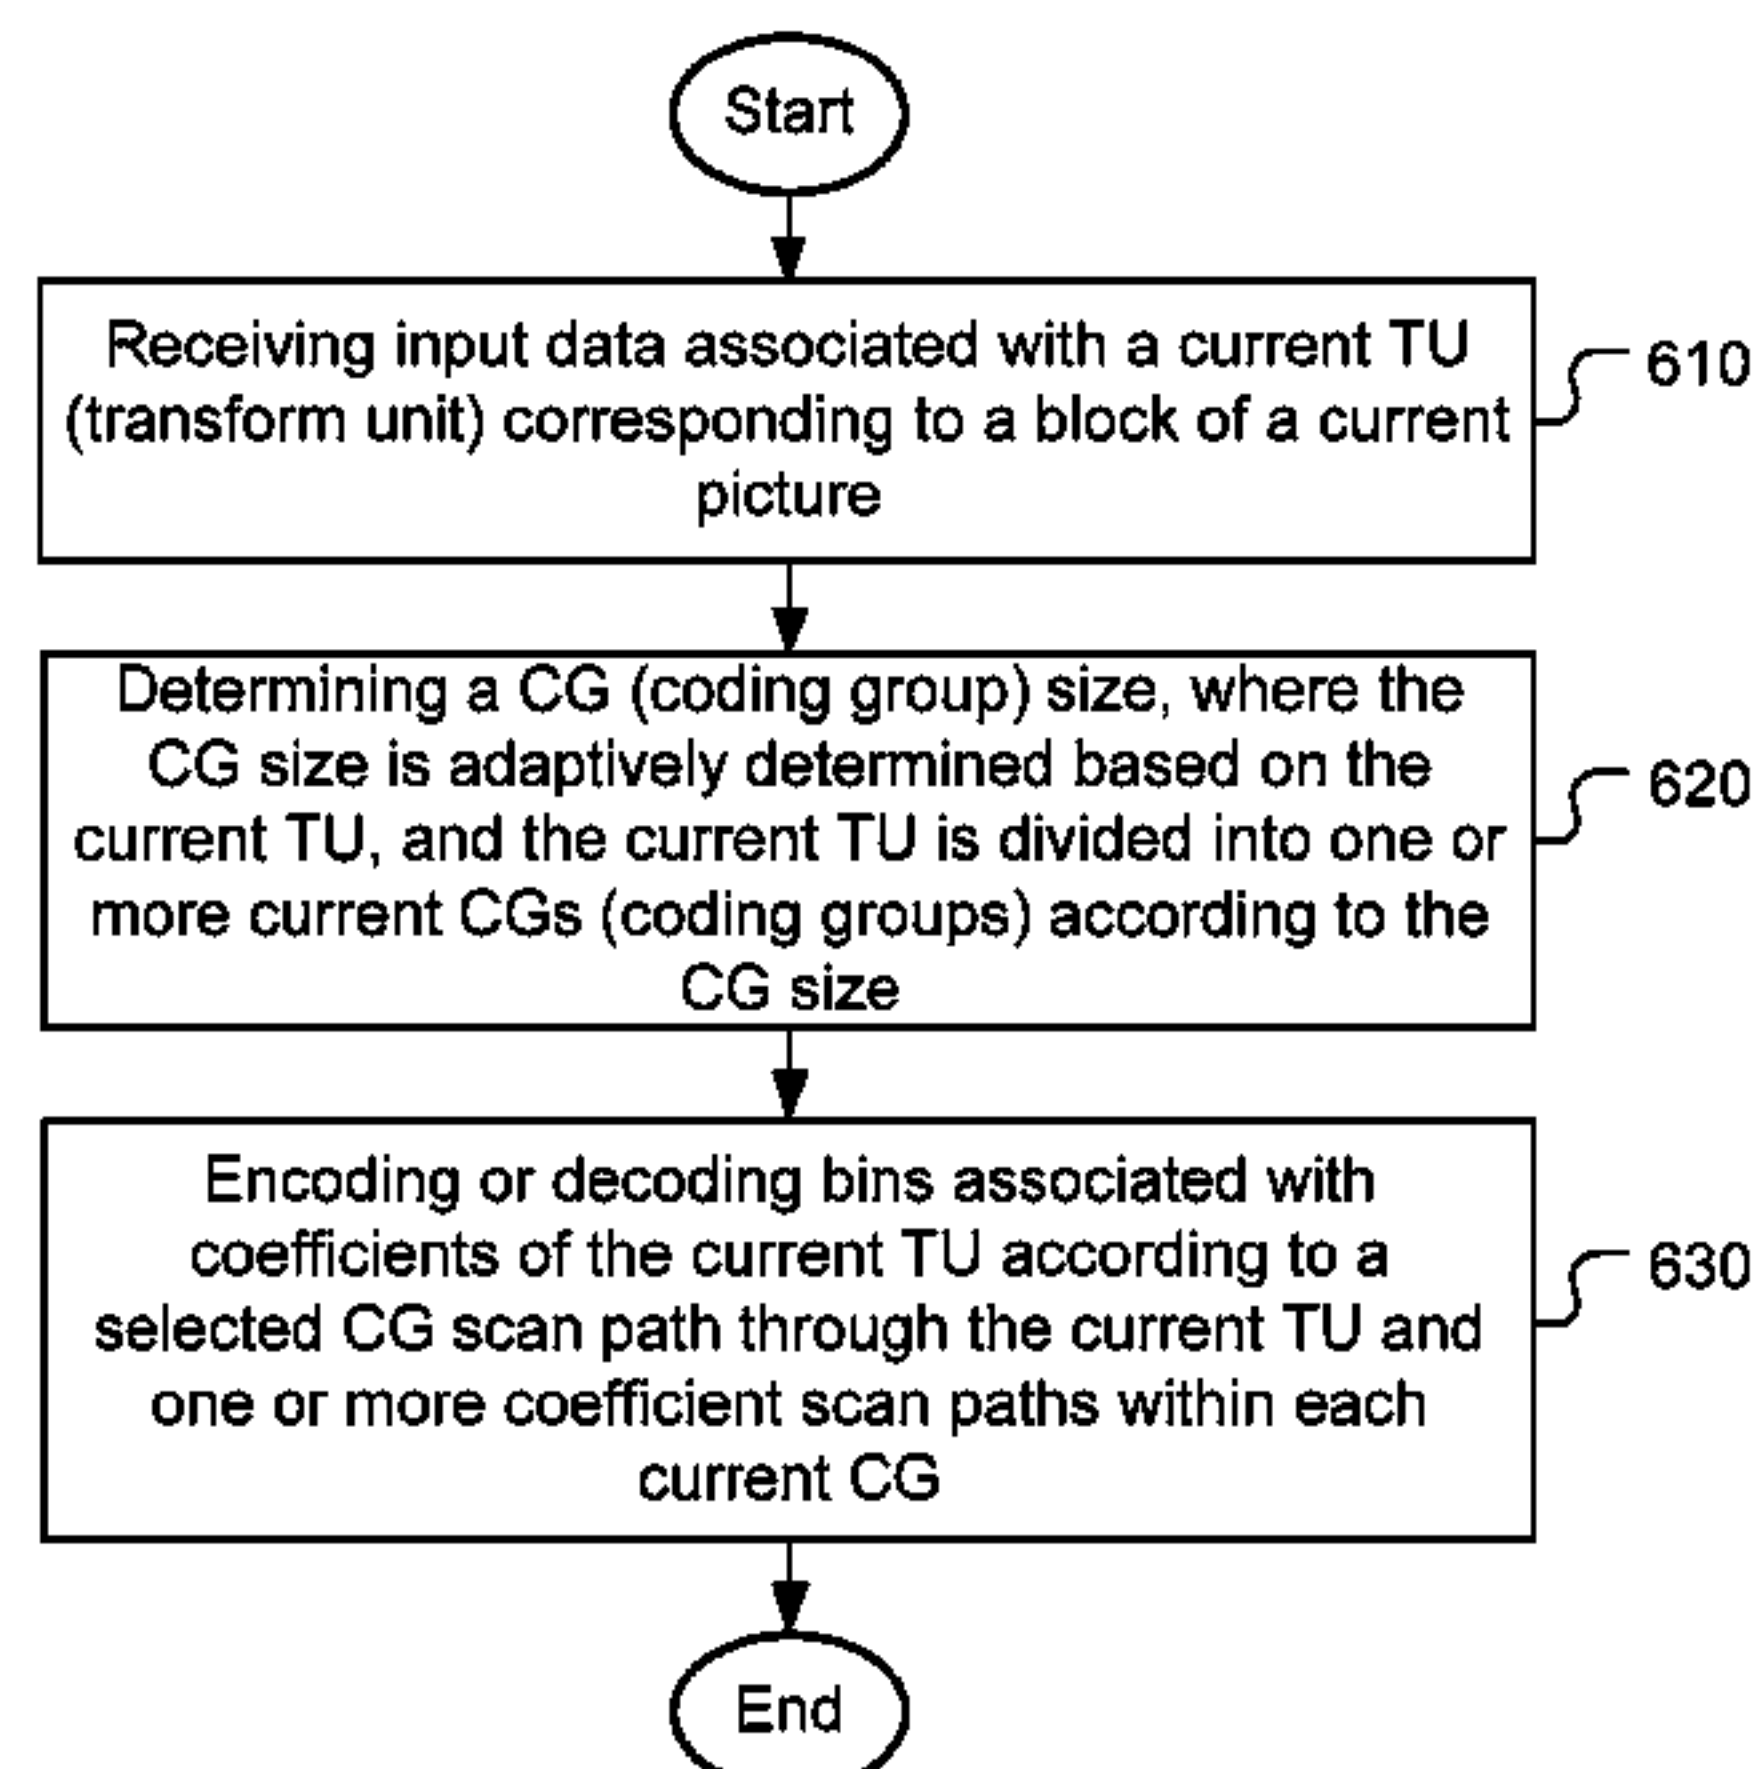 Start
Receiving input data associated with a current TU
(transform unit) corresponding to a block of a current
picture
610
Determining a CG (coding group) size, where the
CG size is adaptively determined based on the
current TU, and the current TU is divided into one or
more current CGs (coding groups) according to the
CG size
620
Encoding or decoding bins associated with
coefficients of the current TU according to a
selected CG scan path through the current TU and
one or more coefficient scan paths within each
current CG
630
End